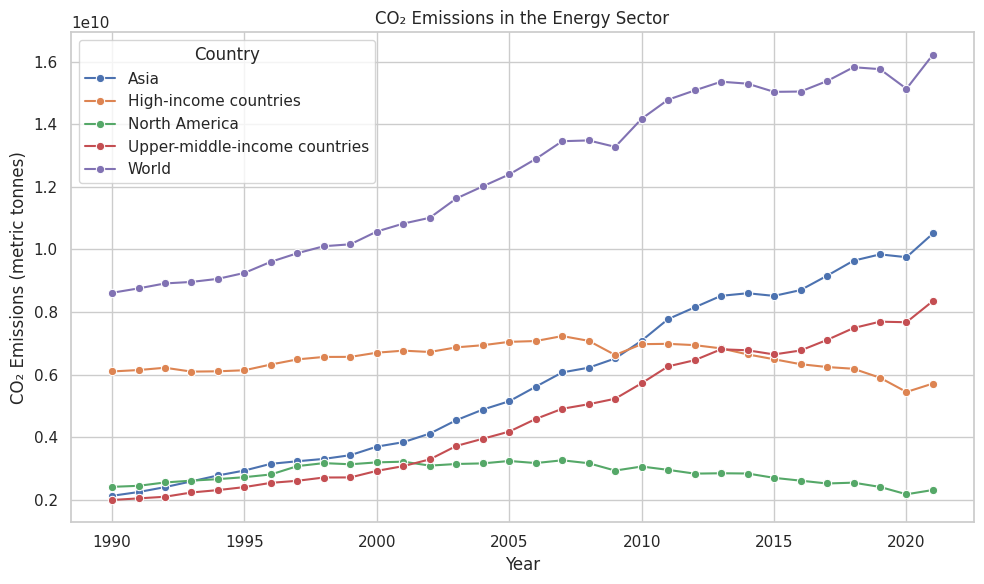 CO₂ Emissions in the Energy Sector
1e10
Country
Asia
High-income countries
North America
Upper-middle-income countries
World
CO₂ Emissions (metric tonnes)
1.6
1.4
1.2
1.0
0.8
0.6
0.4
0.2
1990 1995 2000 2005 2010 2015 2020
Year